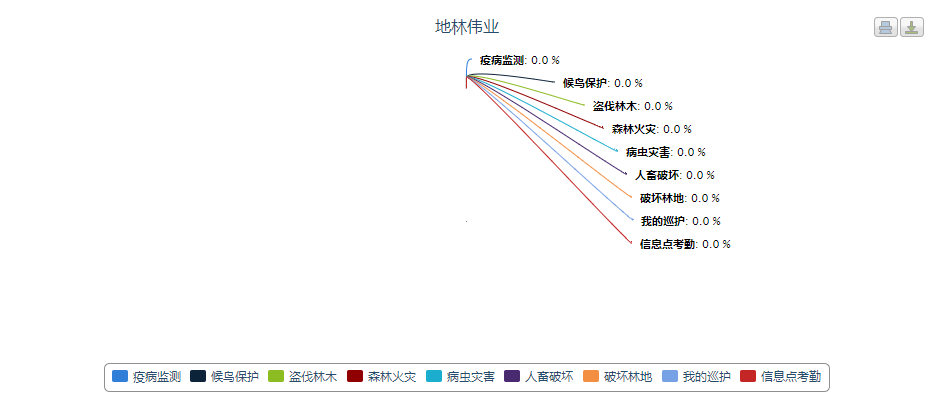 地林伟业
疫病监测: 0.0 %
候鸟保护: 0.0 %
盗伐林木: 0.0 %
森林火灾: 0.0 %
病虫灾害: 0.0 %
人畜破坏: 0.0 %
破坏林地: 0.0 %
我的巡护: 0.0 %
信息点考勤: 0.0 %
疫病监测 候鸟保护 盗伐林木 森林火灾 病虫灾害 人畜破坏 破坏林地 我的巡护 信息点考勤